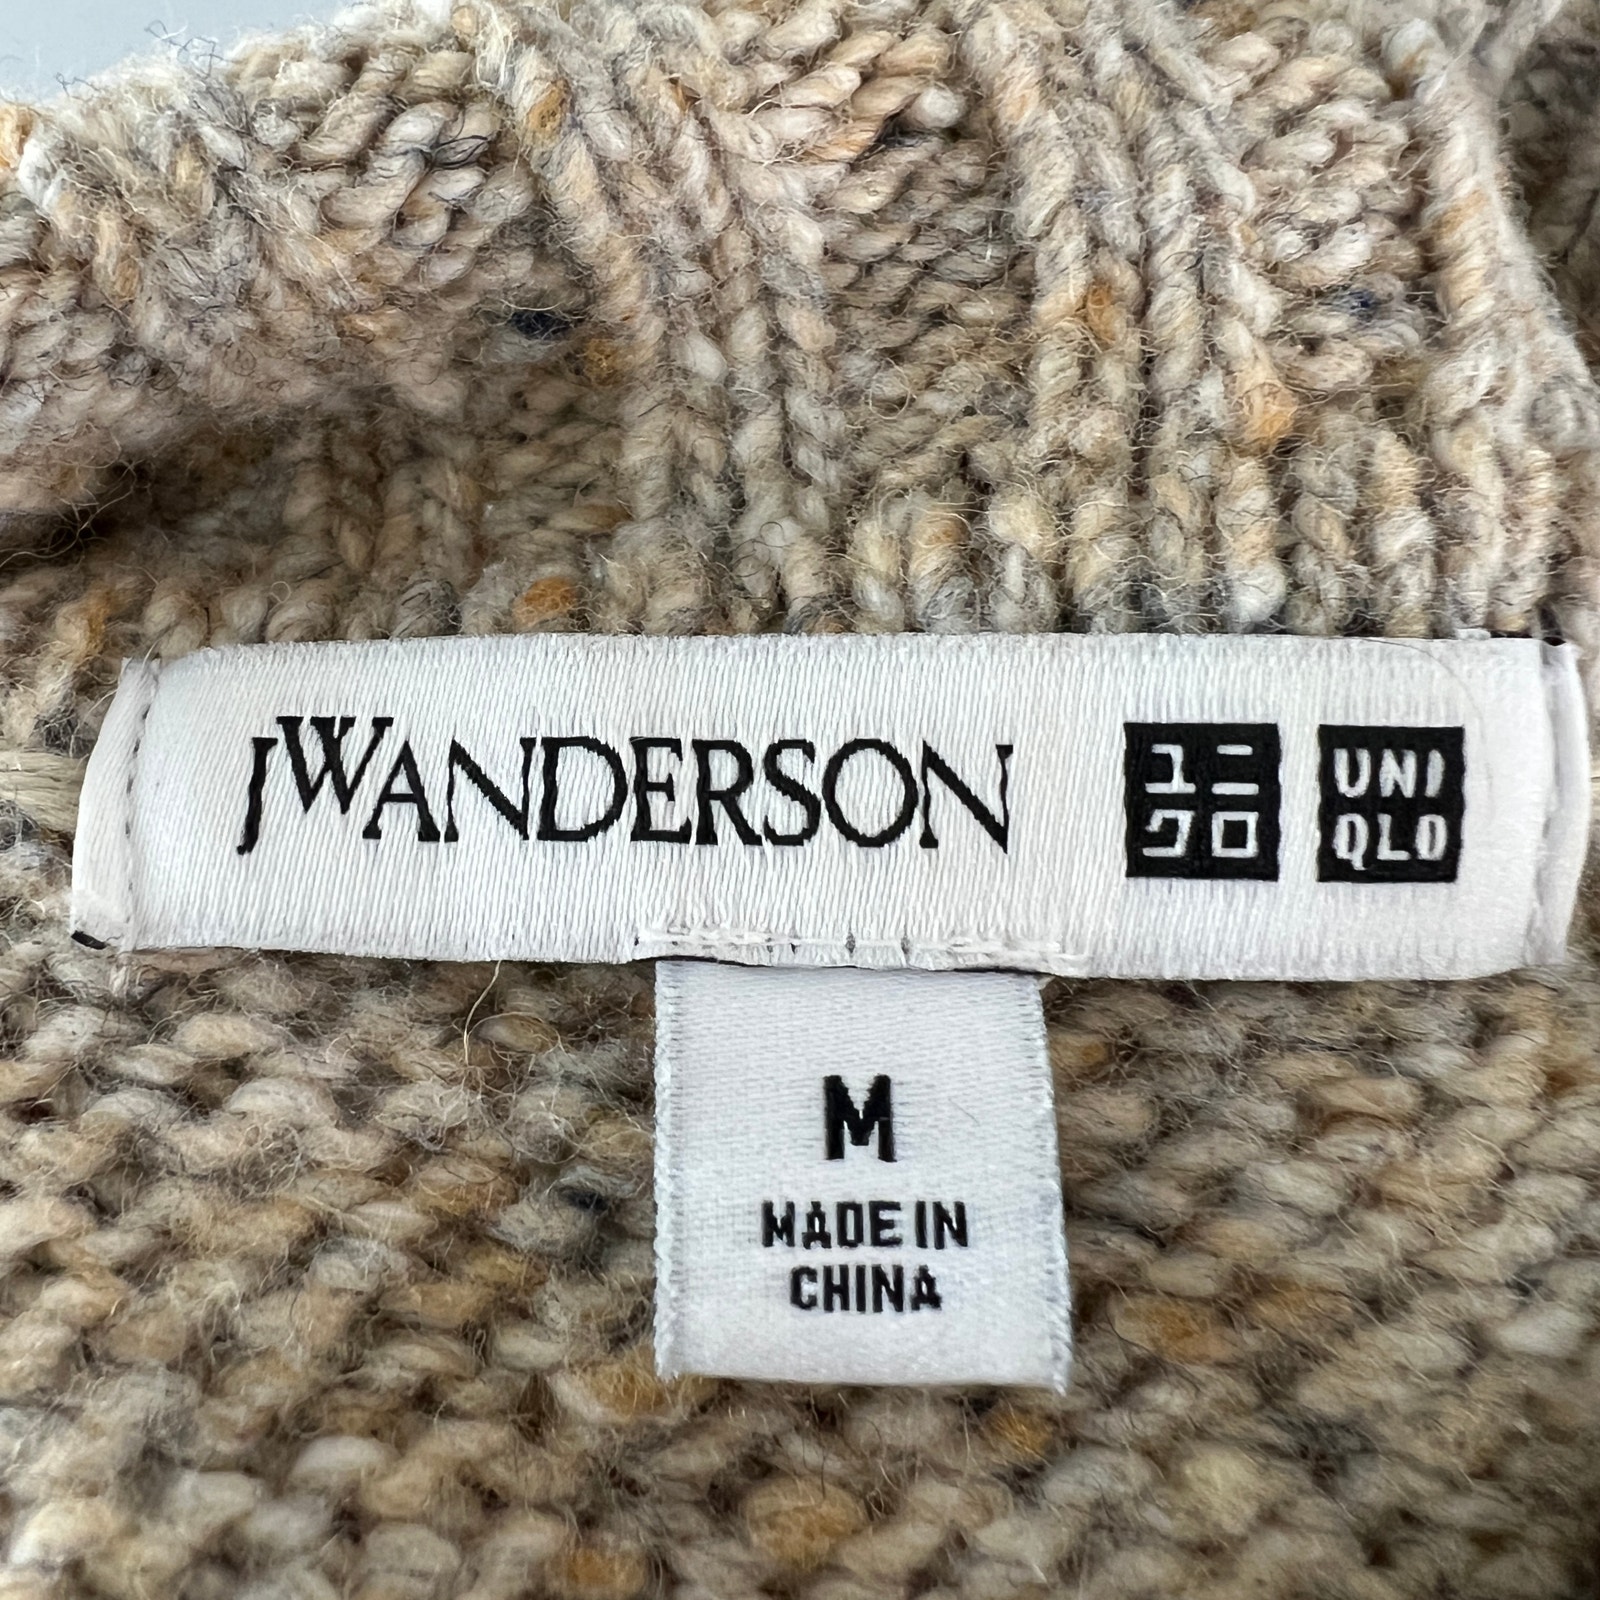 JWANDERSON
ユニ
クロ
UNI
QLO
M
MADE IN
CHINA